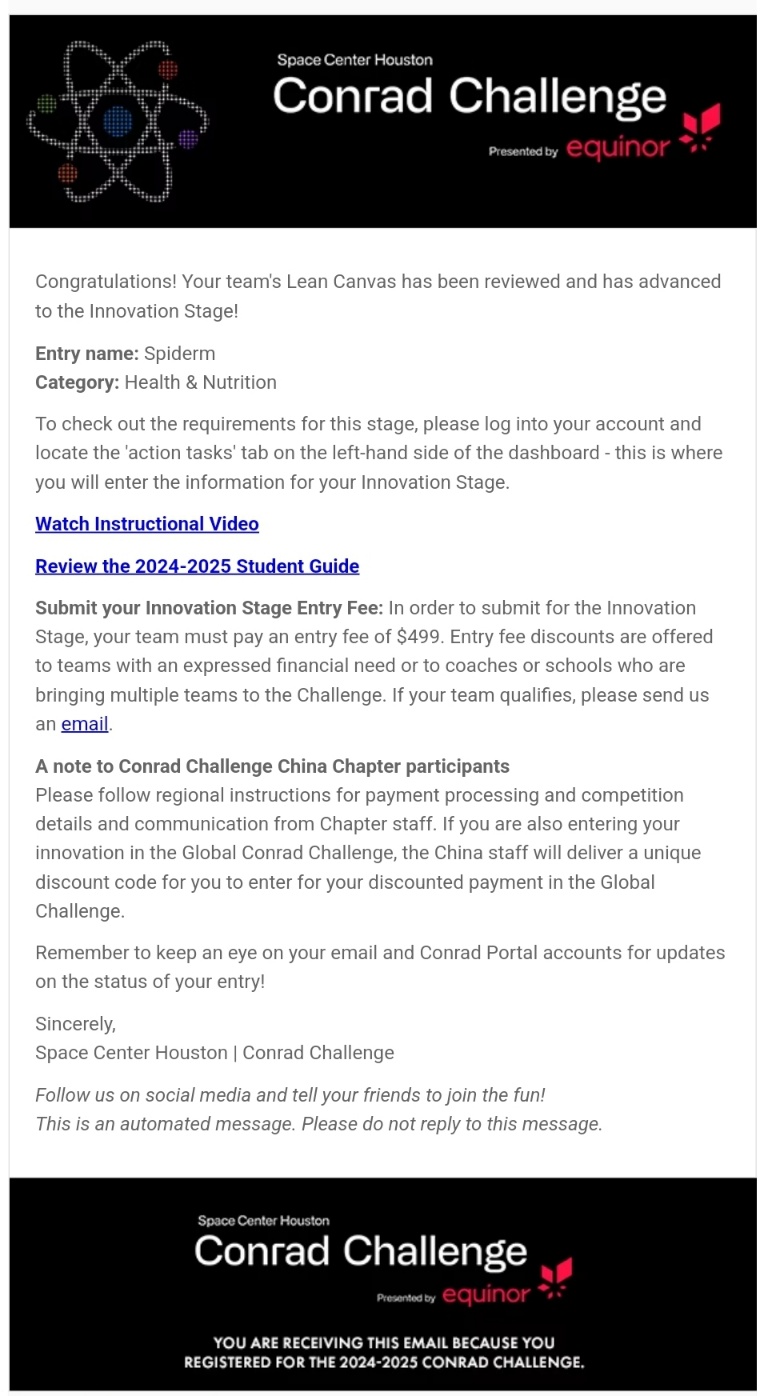 Space Center Houston
Conrad Challenge
Presented by equinor
Congratulations! Your team's Lean Canvas has been reviewed and has advanced
to the Innovation Stage!
Entry name: Spiderm
Category: Health & Nutrition
To check out the requirements for this stage, please log into your account and
locate the 'action tasks' tab on the left-hand side of the dashboard - this is where
you will enter the information for your Innovation Stage.
Watch Instructional Video
Review the 2024-2025 Student Guide
Submit your Innovation Stage Entry Fee: In order to submit for the Innovation
Stage, your team must pay an entry fee of $499. Entry fee discounts are offered
to teams with an expressed financial need or to coaches or schools who are
bringing multiple teams to the Challenge. If your team qualifies, please send us
an email.
A note to Conrad Challenge China Chapter participants
Please follow regional instructions for payment processing and competition
details and communication from Chapter staff. If you are also entering your
innovation in the Global Conrad Challenge, the China staff will deliver a unique
discount code for you to enter for your discounted payment in the Global
Challenge.
Remember to keep an eye on your email and Conrad Portal accounts for updates
on the status of your entry!
Sincerely,
Space Center Houston | Conrad Challenge
Follow us on social media and tell your friends to join the fun!
This is an automated message. Please do not reply to this message.
Space Center Houston
Conrad Challenge
Presented by equinor
YOU ARE RECEIVING THIS EMAIL BECAUSE YOU
REGISTERED FOR THE 2024-2025 CONRAD CHALLENGE.